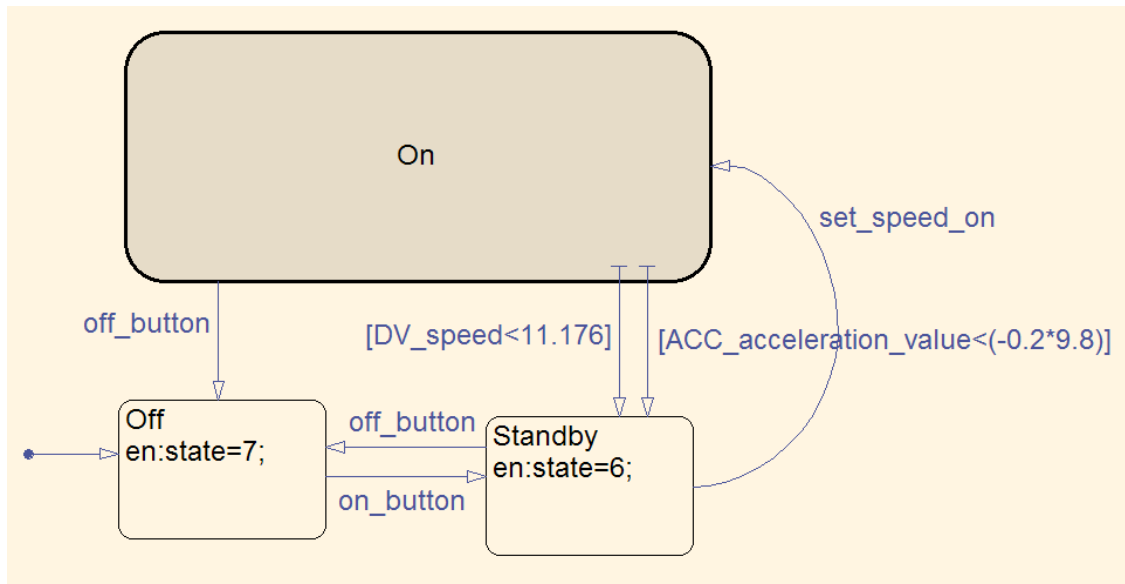 On
set_speed_on
off_button
[DV_speed<11.176]
[ACC_acceleration_value<(-0.2*9.8)]
Off
en:state=7;
off_button
on_button
Standby
en:state=6;